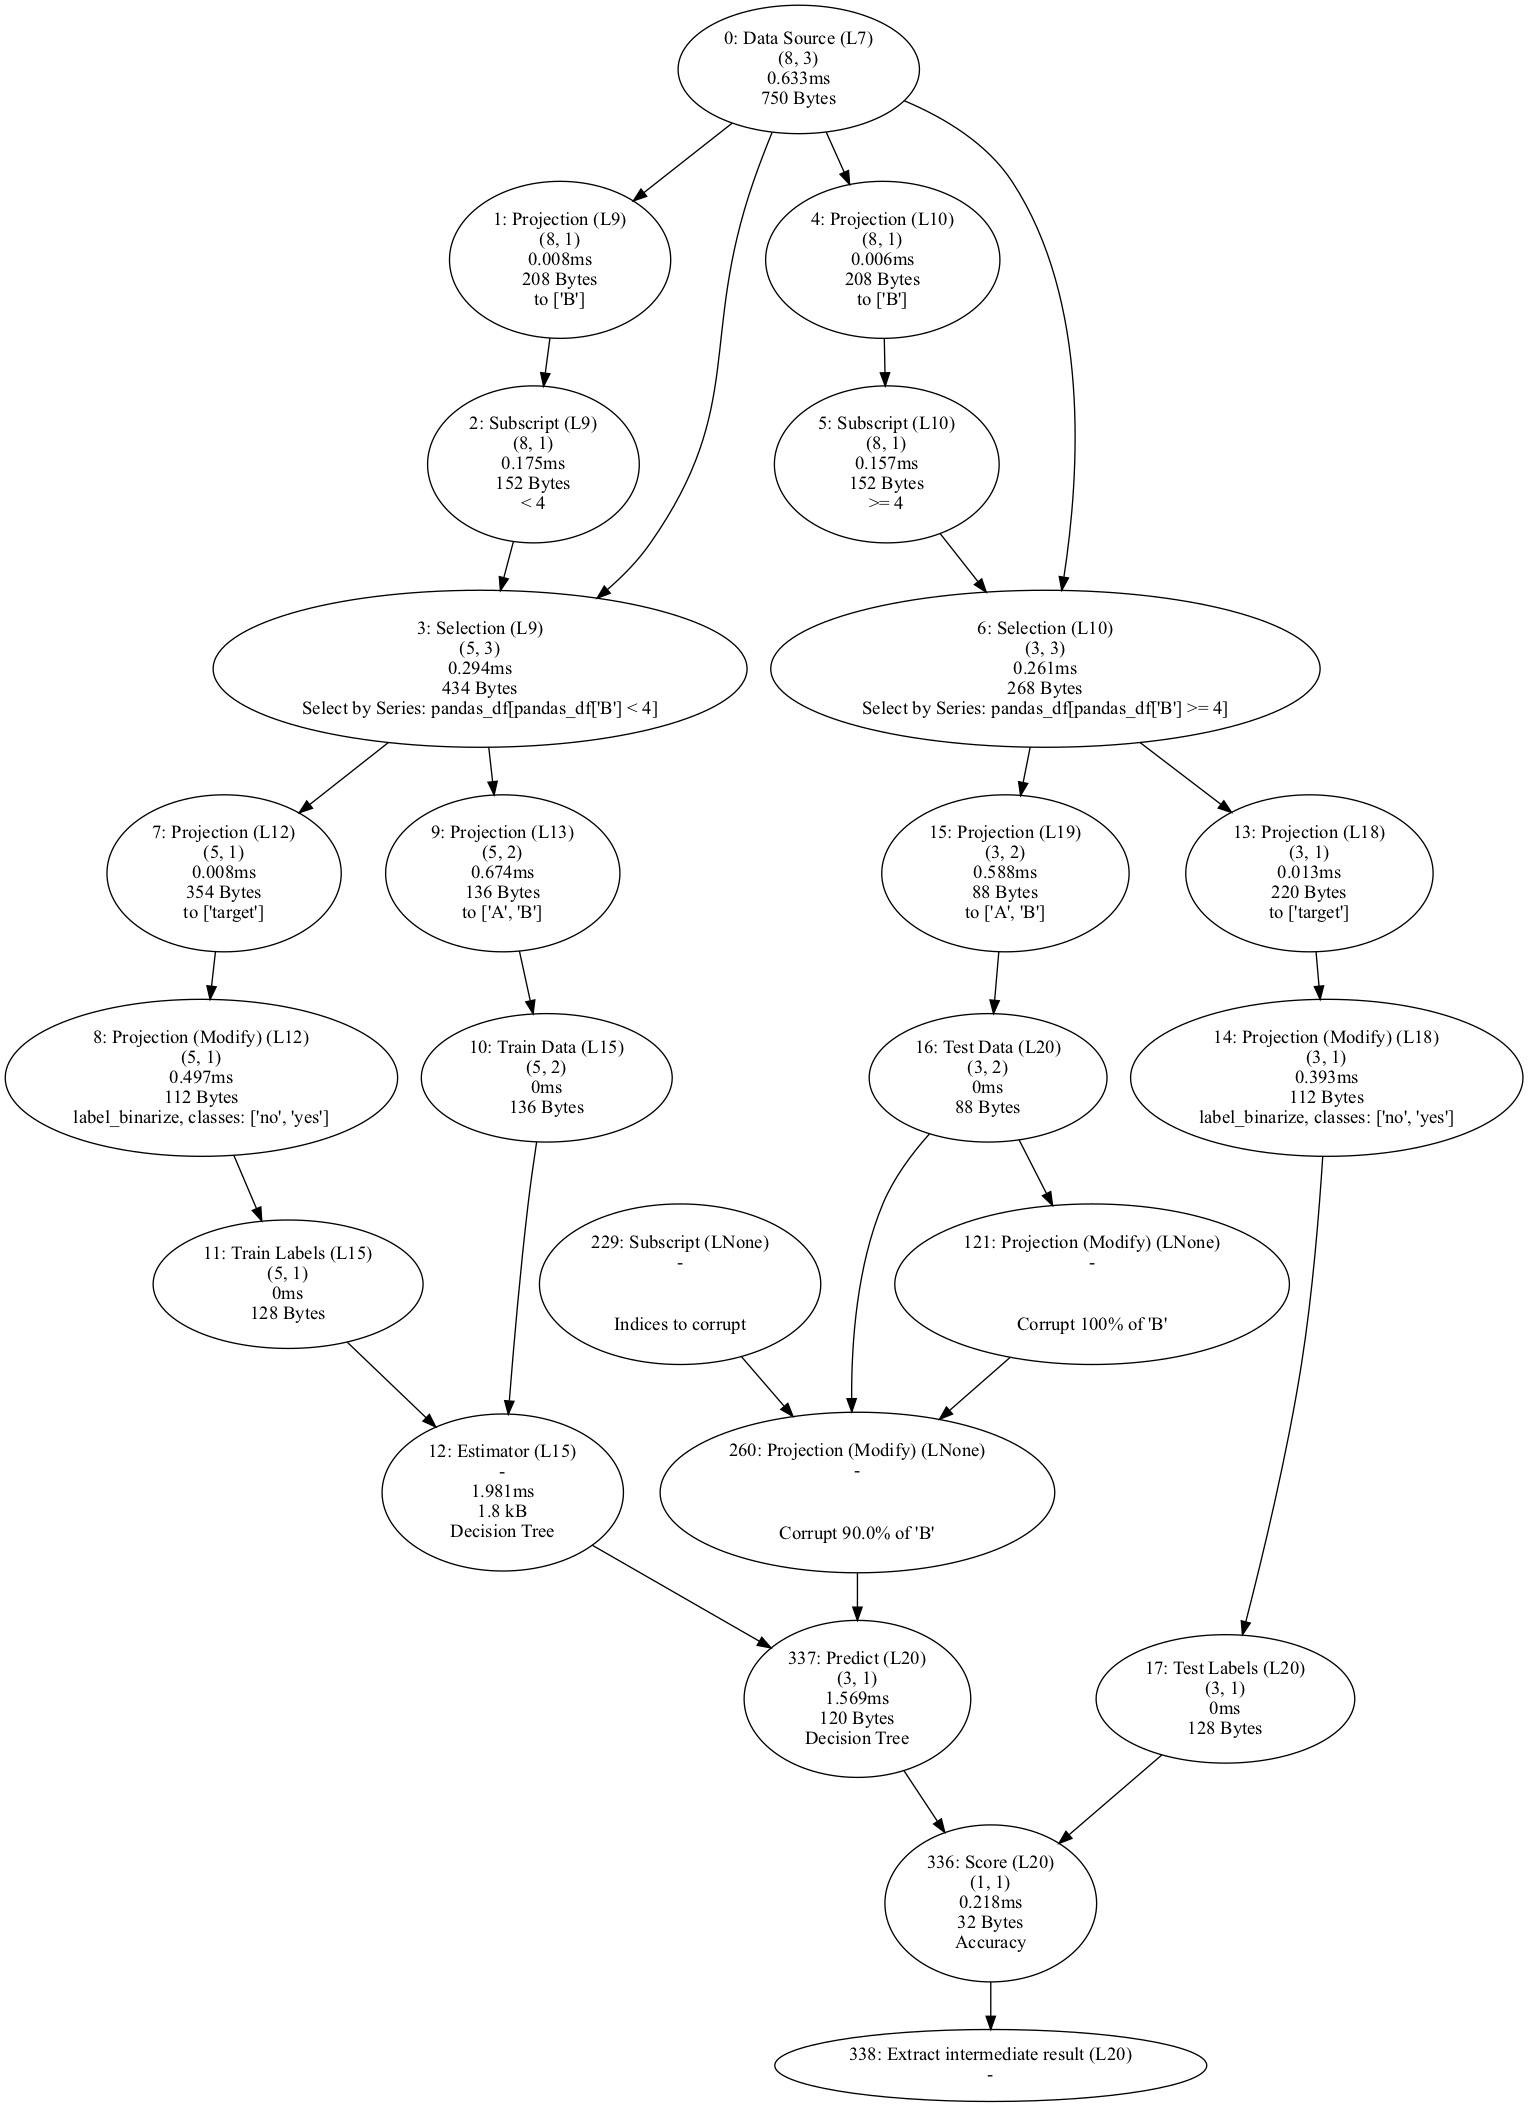 0: Data Source (L7)
(8, 3)
0.633ms
750 Bytes
1: Projection (L9)
(8, 1)
0.008ms
208 Bytes
to ['B']
4: Projection (L10)
(8, 1)
0.006ms
208 Bytes
to ['B']
2: Subscript (L9)
(8, 1)
0.175ms
152 Bytes
< 4
5: Subscript (L10)
(8, 1)
0.157ms
152 Bytes
>= 4
3: Selection (L9)
(5, 3)
0.294ms
434 Bytes
Select by Series: pandas_df[pandas_df['B'] < 4]
6: Selection (L10)
(3, 3)
0.261ms
268 Bytes
Select by Series: pandas_df[pandas_df['B'] >= 4]
7: Projection (L12)
(5, 1)
0.008ms
354 Bytes
to ['target']
9: Projection (L13)
(5, 2)
0.674ms
136 Bytes
to ['A', 'B']
15: Projection (L19)
(3, 2)
0.588ms
88 Bytes
to ['A', 'B']
13: Projection (L18)
(3, 1)
0.013ms
220 Bytes
to ['target']
8: Projection (Modify) (L12)
(5, 1)
0.497ms
112 Bytes
label_binarize, classes: ['no', 'yes']
10: Train Data (L15)
(5, 2)
0ms
136 Bytes
16: Test Data (L20)
(3, 2)
0ms
88 Bytes
14: Projection (Modify) (L18)
(3, 1)
0.393ms
112 Bytes
label_binarize, classes: ['no', 'yes']
11: Train Labels (L15)
(5, 1)
0ms
128 Bytes
229: Subscript (LNone)
-
Indices to corrupt
121: Projection (Modify) (LNone)
-
Corrupt 100% of 'B'
12: Estimator (L15)
-
1.981ms
1.8 kB
Decision Tree
260: Projection (Modify) (LNone)
-
Corrupt 90.0% of 'B'
337: Predict (L20)
(3, 1)
1.569ms
120 Bytes
Decision Tree
17: Test Labels (L20)
(3, 1)
0ms
128 Bytes
336: Score (L20)
(1, 1)
0.218ms
32 Bytes
Accuracy
338: Extract intermediate result (L20)
-